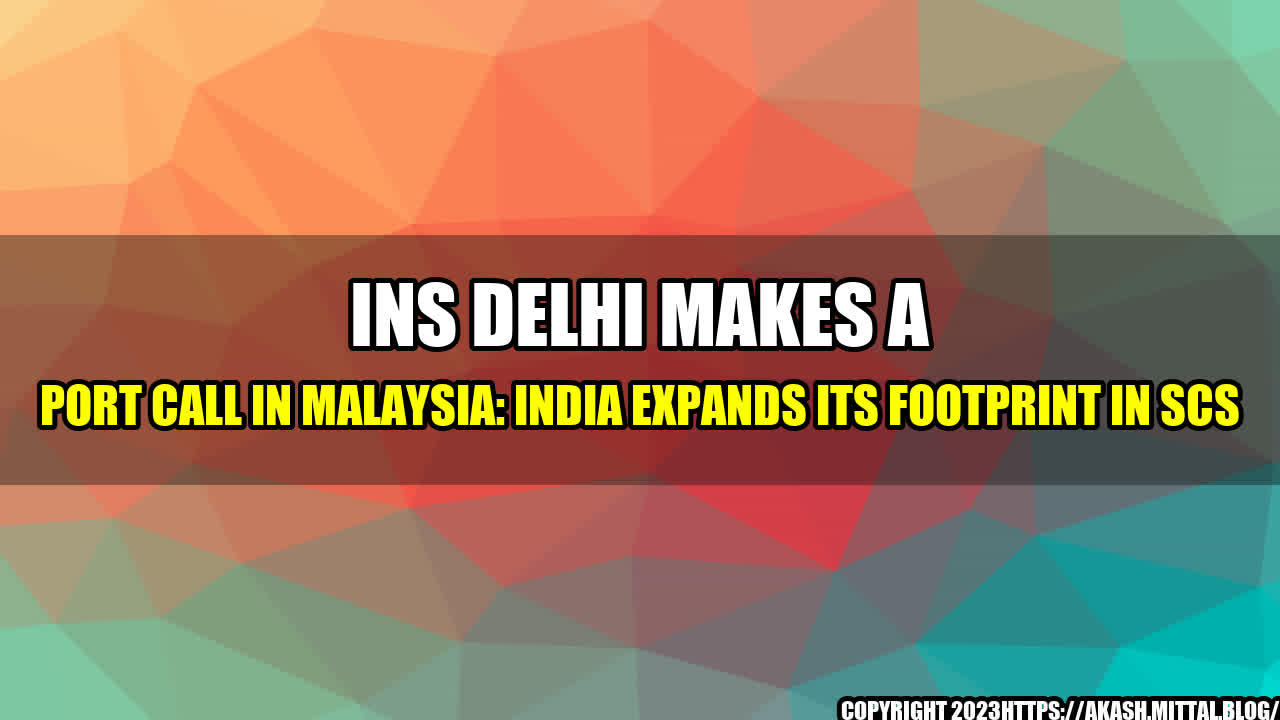 INS DELHI MAKES A
PORT CALL IN MALAYSIA: INDIA EXPANDS ITS FOOTPRINT IN SCS
COPYRIGHT 2023HTTPS://AKASH.MITTAL.BLOG/